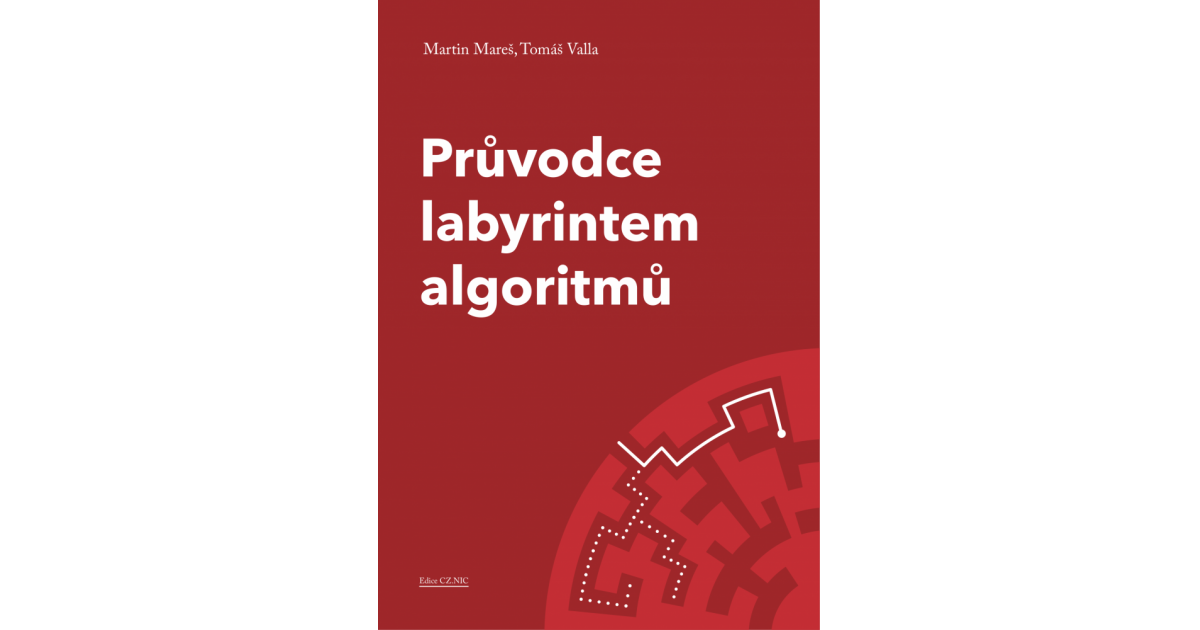 Martin Mareš, Tomáš Valla
Průvodce
labyrintem
algoritmů
Edice CZ.NIC